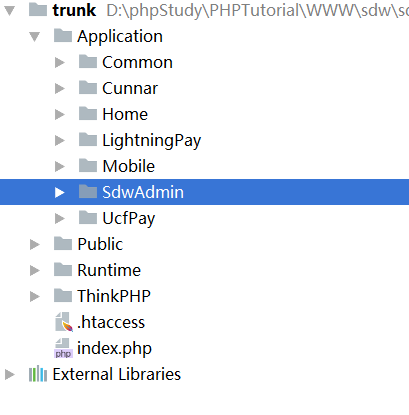 trunk D:\phpStudy\PHPTutorial\WWW\sdw\sd
Application
Common
Cunnar
Home
LightningPay
Mobile
SdwAdmin
UcfPay
Public
Runtime
ThinkPHP
.htaccess
php index.php
External Libraries